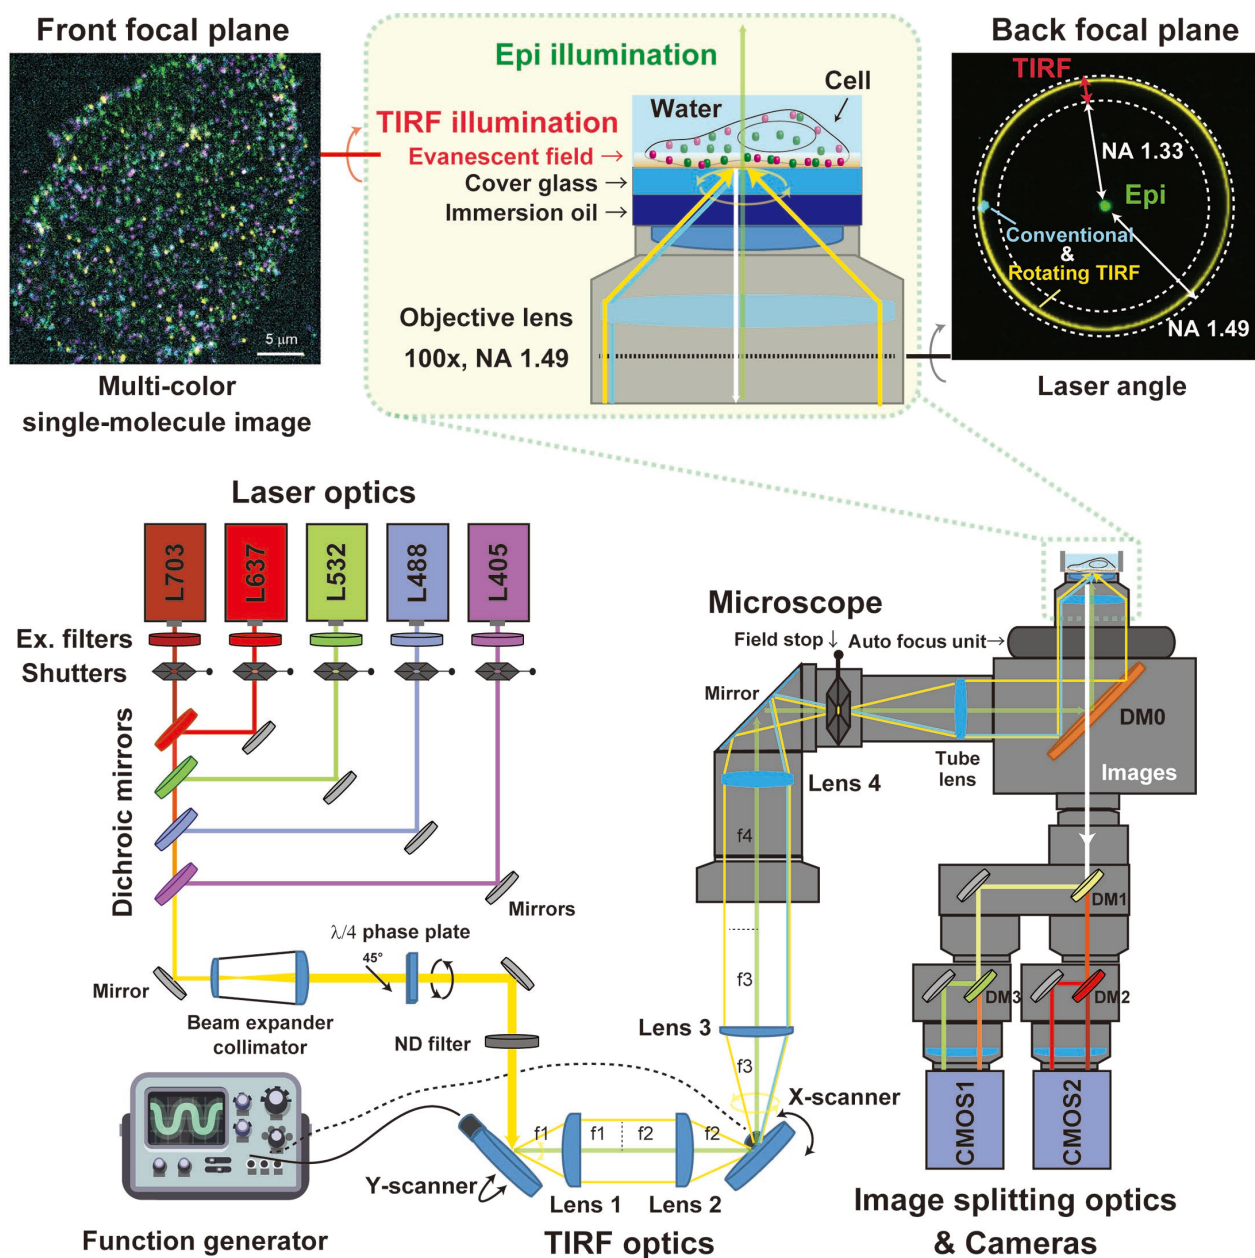 Front focal plane
5 μm
Multi-color
single-molecule image
Epi illumination
Water
Cell
TIRF illumination
Evanescent field →
Cover glass →
Immersion oil →
Objective lens
100x, NA 1.49
Back focal plane
TIRF
NA 1.33
Epi
Conventional
&
Rotating TIRF
NA 1.49
Laser angle
Laser optics
L703
L637
L532
L488
L405
Ex. filters
Shutters
Dichroic mirrors
Mirrors
Mirror
λ/4 phase plate
45°
Beam expander
collimator
ND filter
Function generator
Y-scanner
f1
f1
f2
f2
Lens 1
Lens 2
TIRF optics
X-scanner
f3
Lens 3
f3
f4
Lens 4
Microscope
Field stop ↓
Auto focus unit→
Mirror
Tube
lens
DM0
Images
DM1
DM3
DM2
CMOS1
CMOS2
Image splitting optics
& Cameras